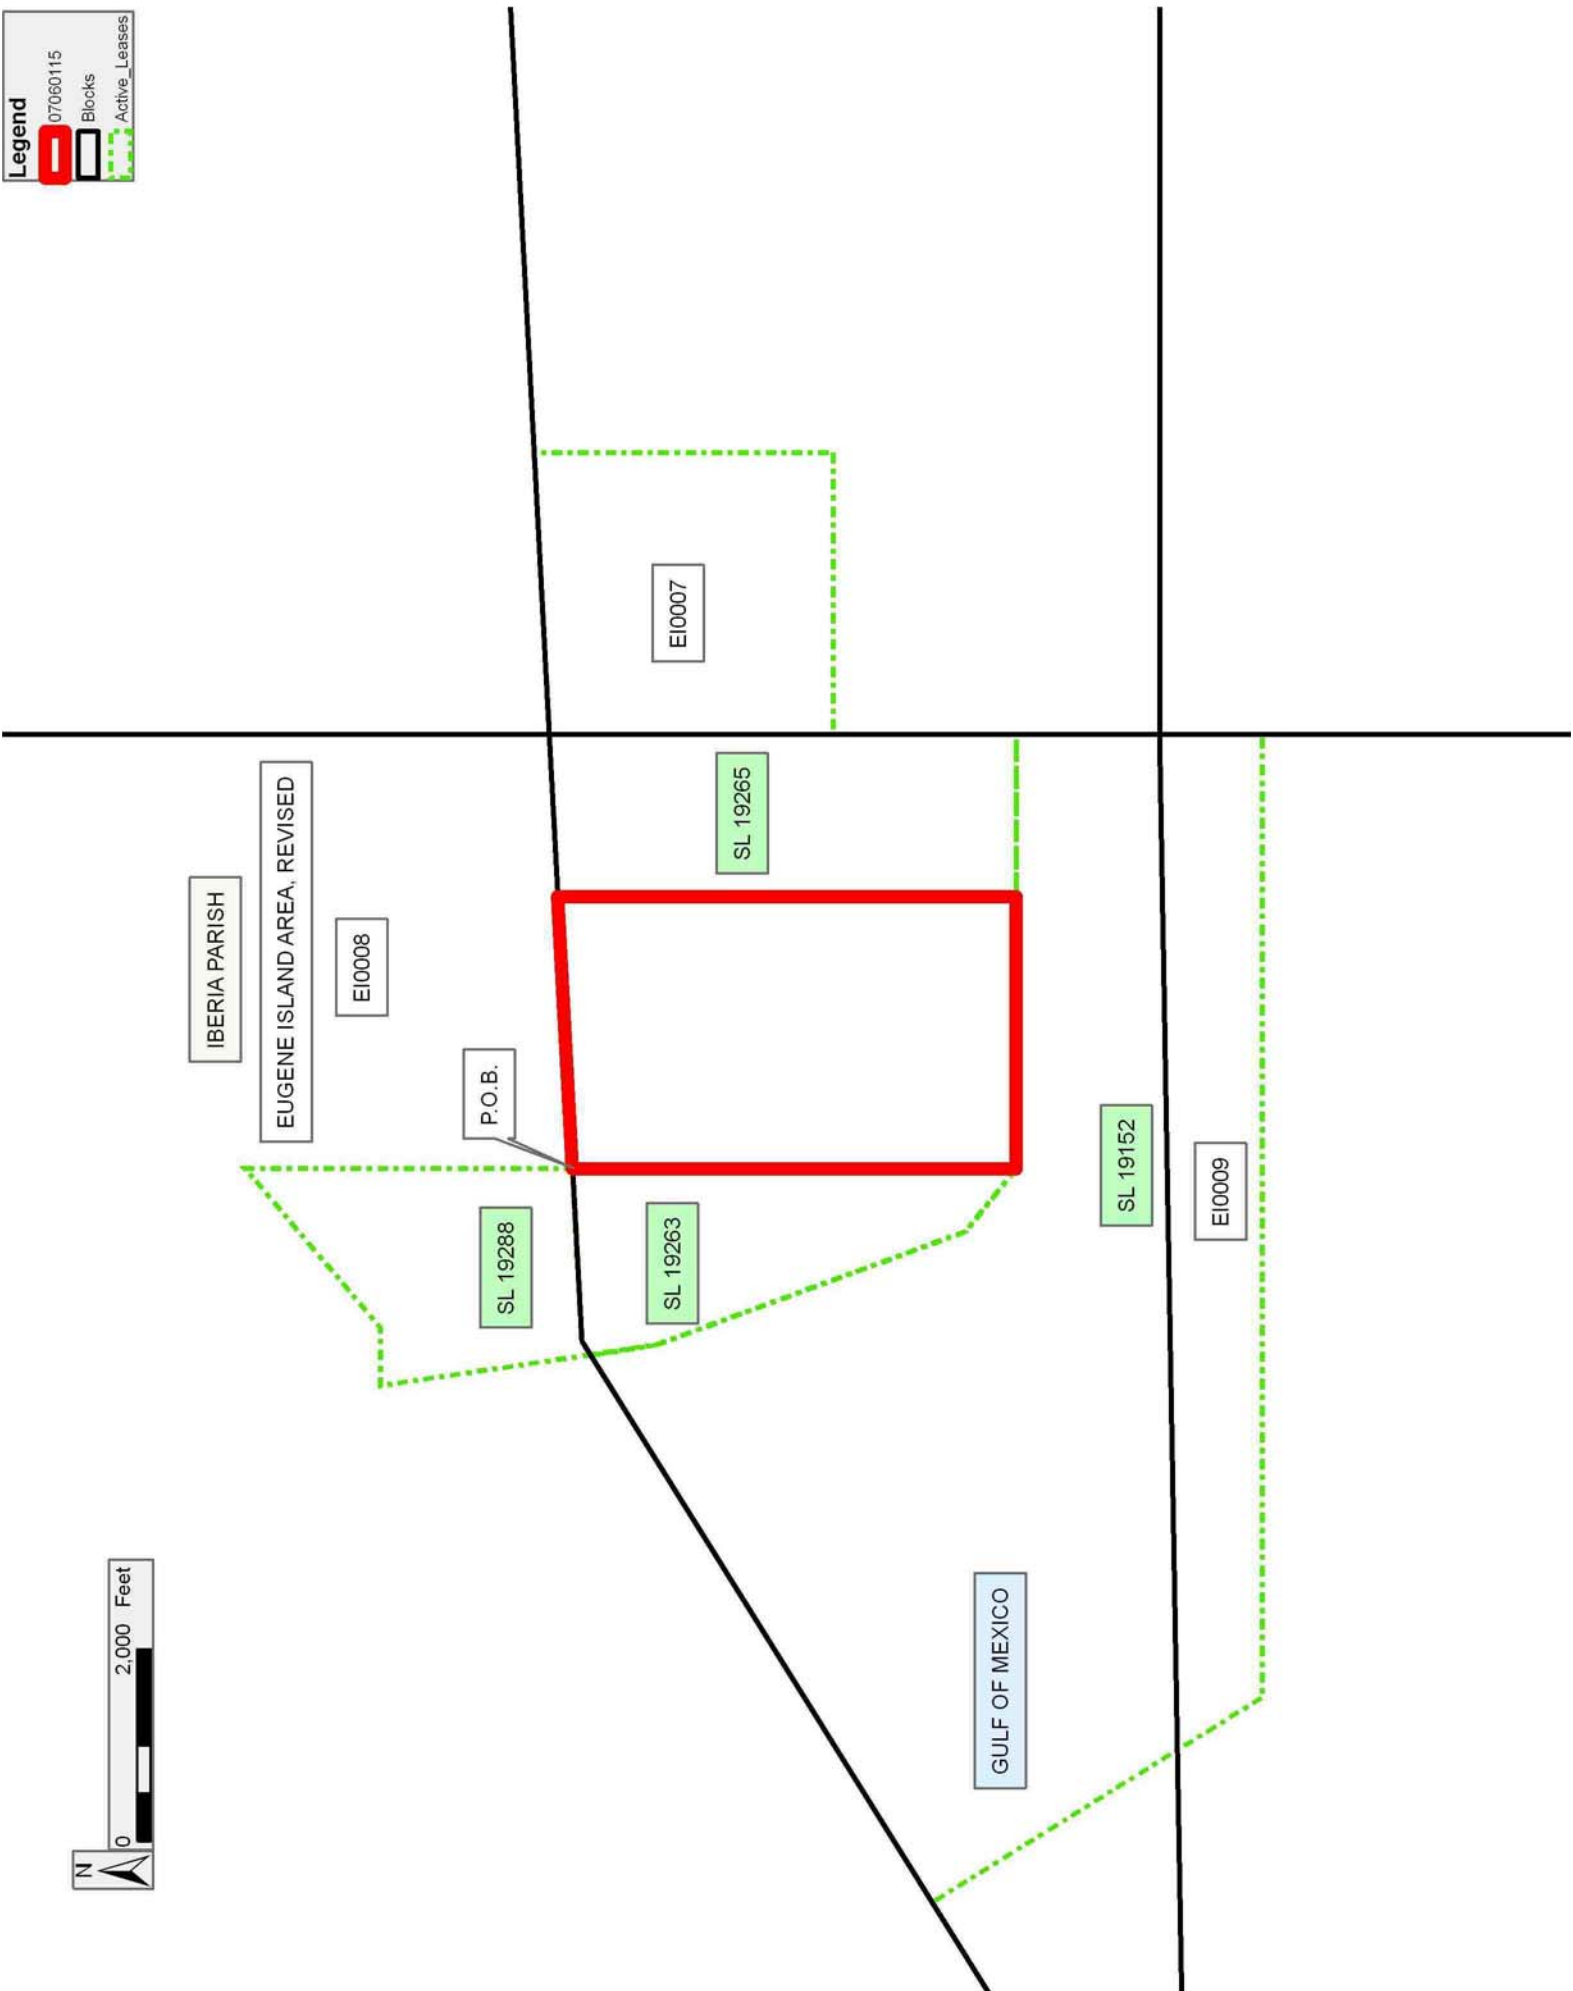 Legend
07060115
Blocks
Active_Leases
N
0 2,000 Feet
IBERIA PARISH
EUGENE ISLAND AREA, REVISED
EI0008
P.O.B.
SL 19288
SL 19263
SL 19265
EI0007
GULF OF MEXICO
SL 19152
EI0009